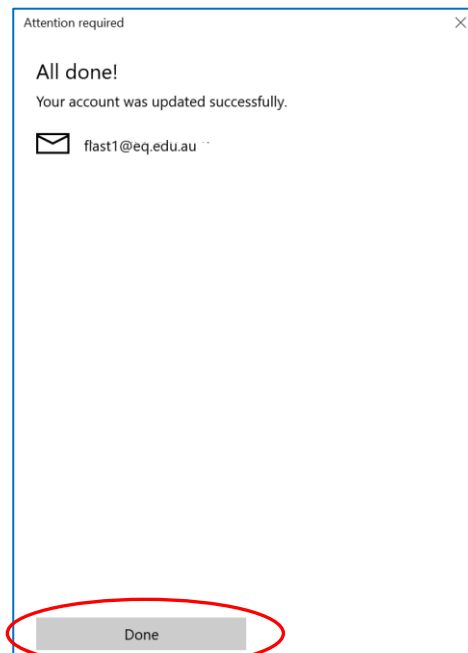 Attention required
All done!
Your account was updated successfully.
flast1@eq.edu.au
Done